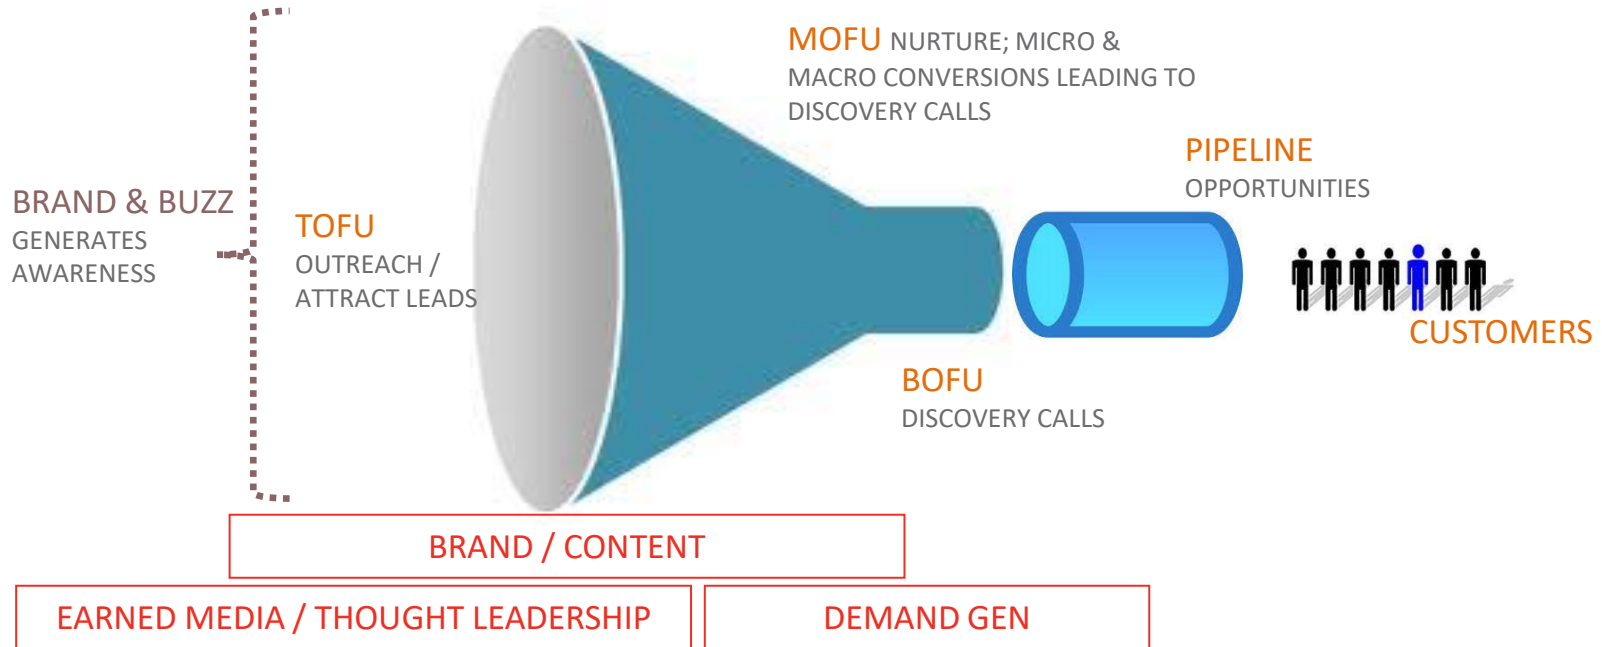 BRAND & BUZZ
GENERATES
AWARENESS
TOFU
OUTREACH /
ATTRACT LEADS
MOFU NURTURE; MICRO &
MACRO CONVERSIONS LEADING TO
DISCOVERY CALLS
BOFU
DISCOVERY CALLS
PIPELINE
OPPORTUNITIES
CUSTOMERS
BRAND / CONTENT
EARNED MEDIA / THOUGHT LEADERSHIP
DEMAND GEN